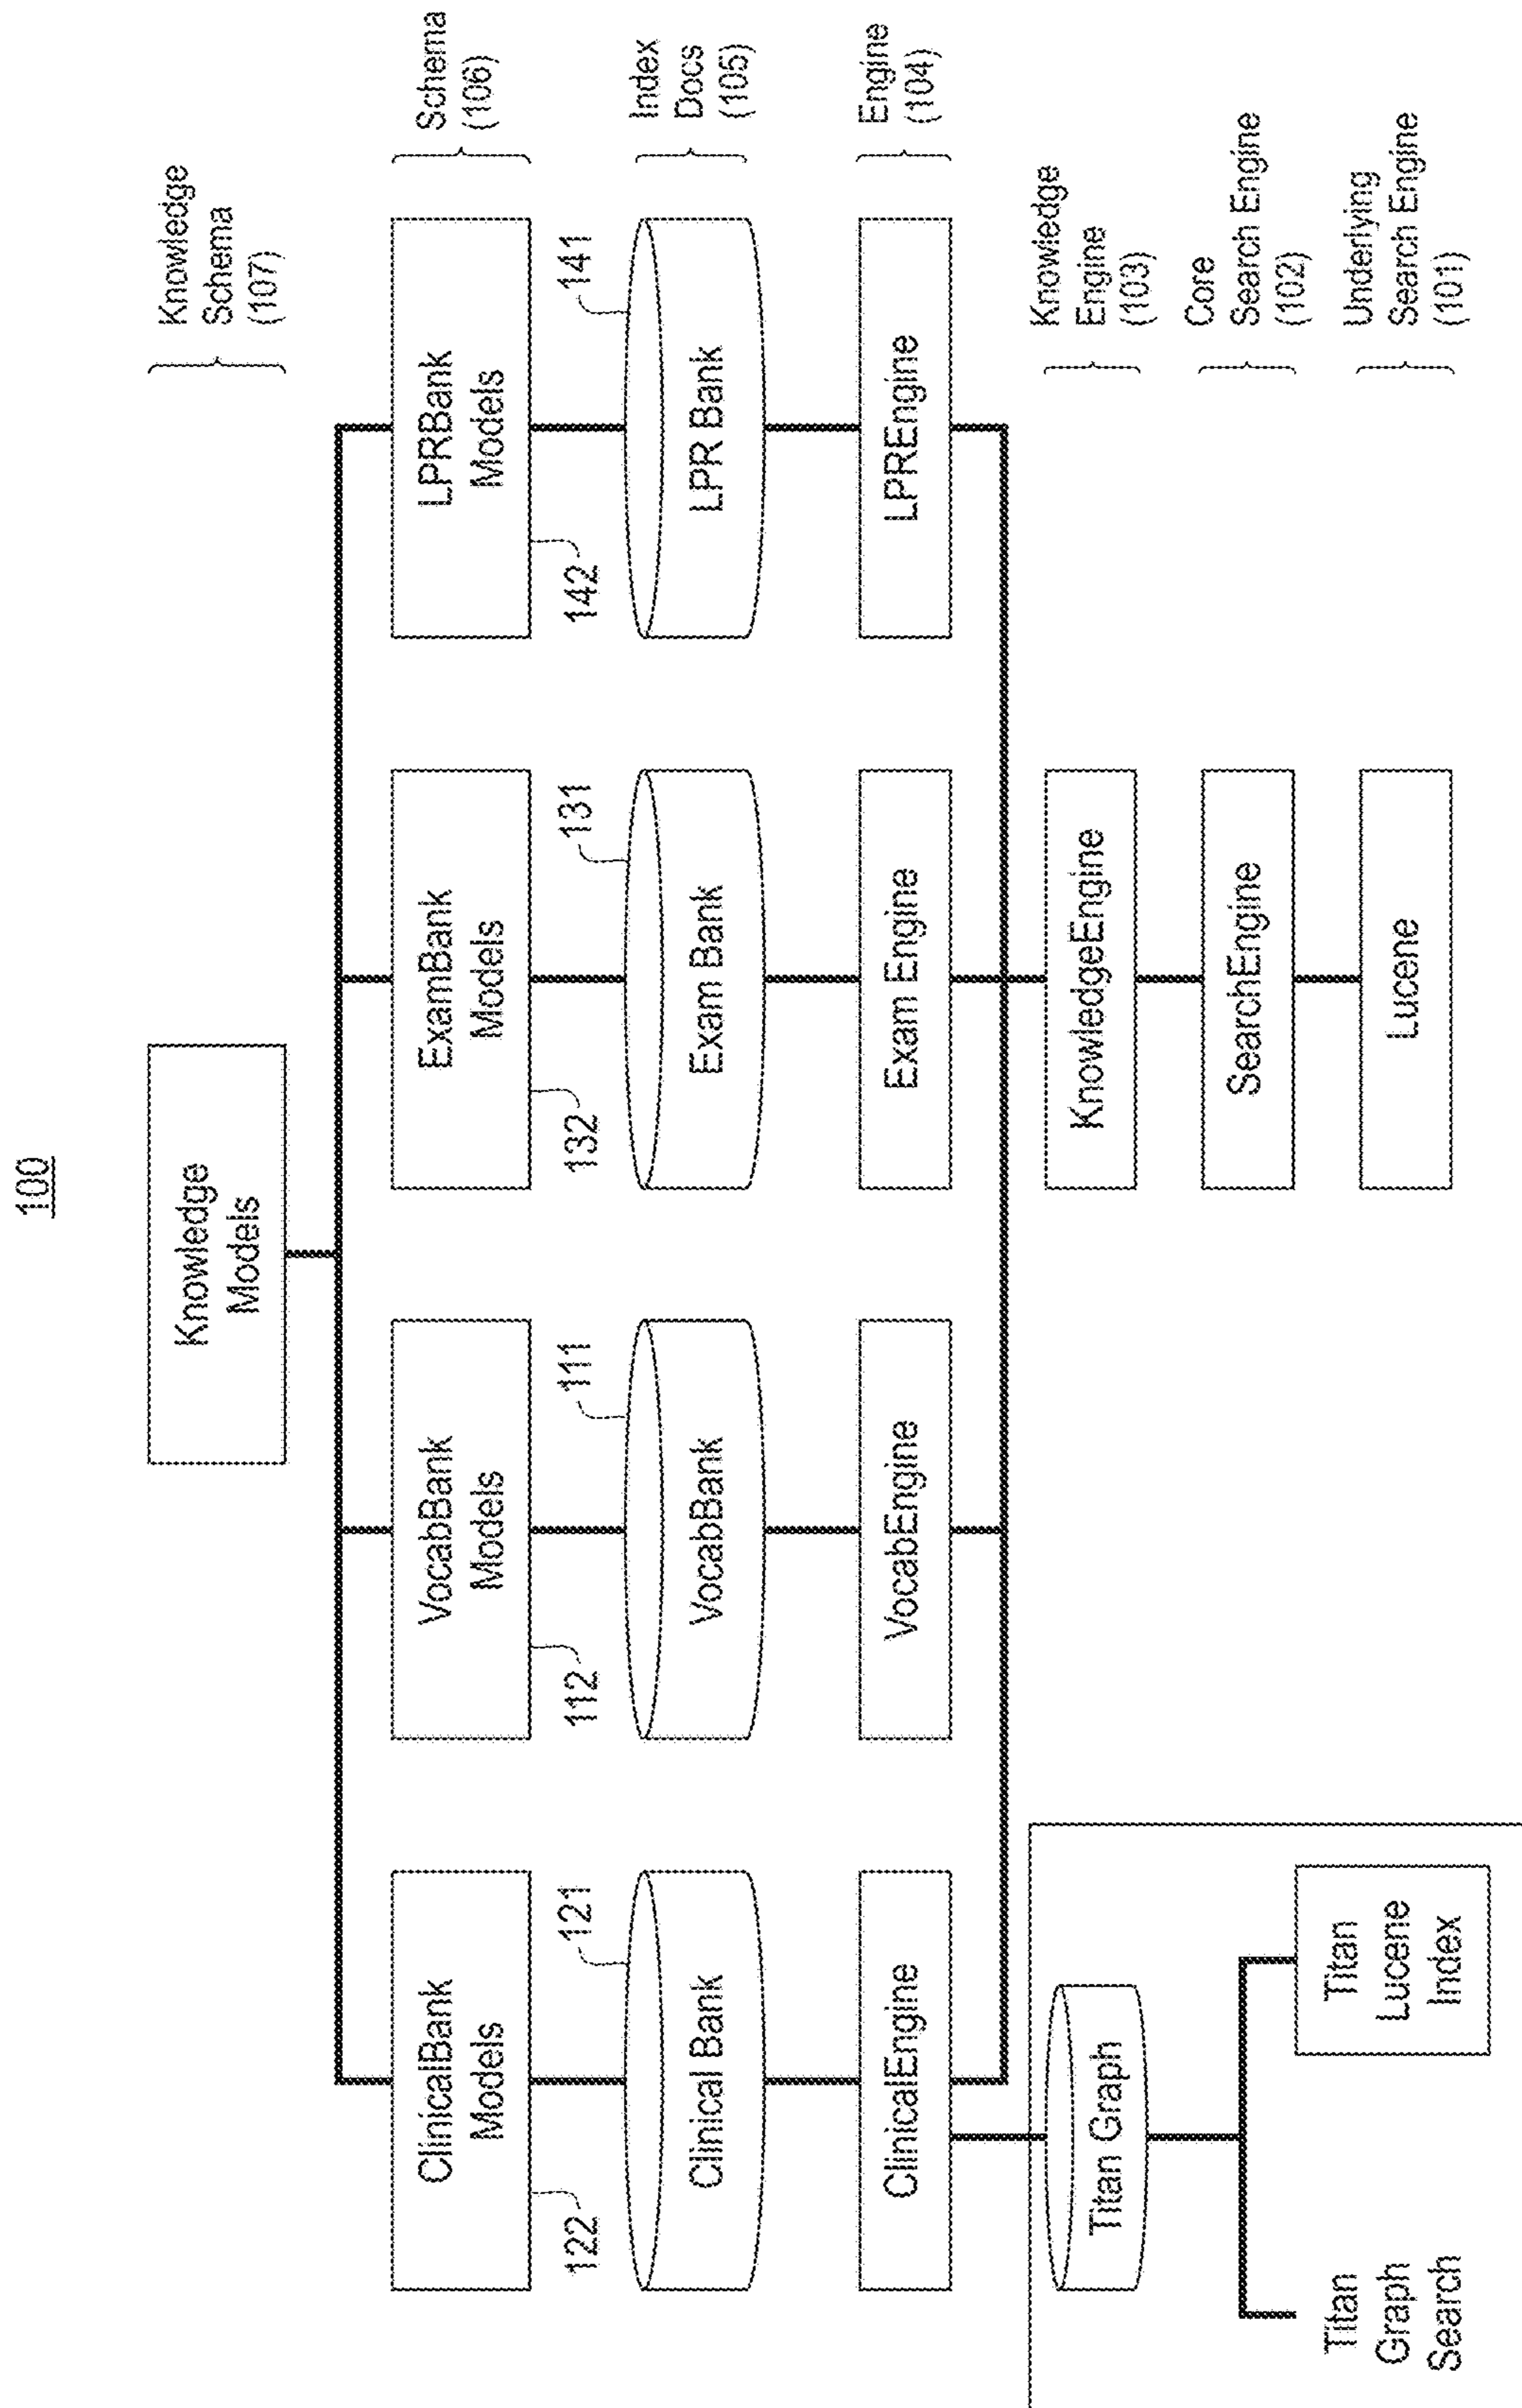 100
Knowledge
Models
Knowledge
Schema
(107)
ClinicalBank
Models
VocabBank
Models
ExamBank
Models
LPRBank
Models
Schema
(106)
122
121
112
111
132
131
142
141
Clinical Bank
VocabBank
Exam Bank
LPR Bank
Index
Docs
(105)
ClinicalEngine
VocabEngine
Exam Engine
LPREngine
Engine
(104)
Titan Graph
KnowledgeEngine
Knowledge
Engine
(103)
SearchEngine
Core
Search Engine
(102)
Titan
Graph
Search
Titan
Lucene
Index
Lucene
Underlying
Search Engine
(101)